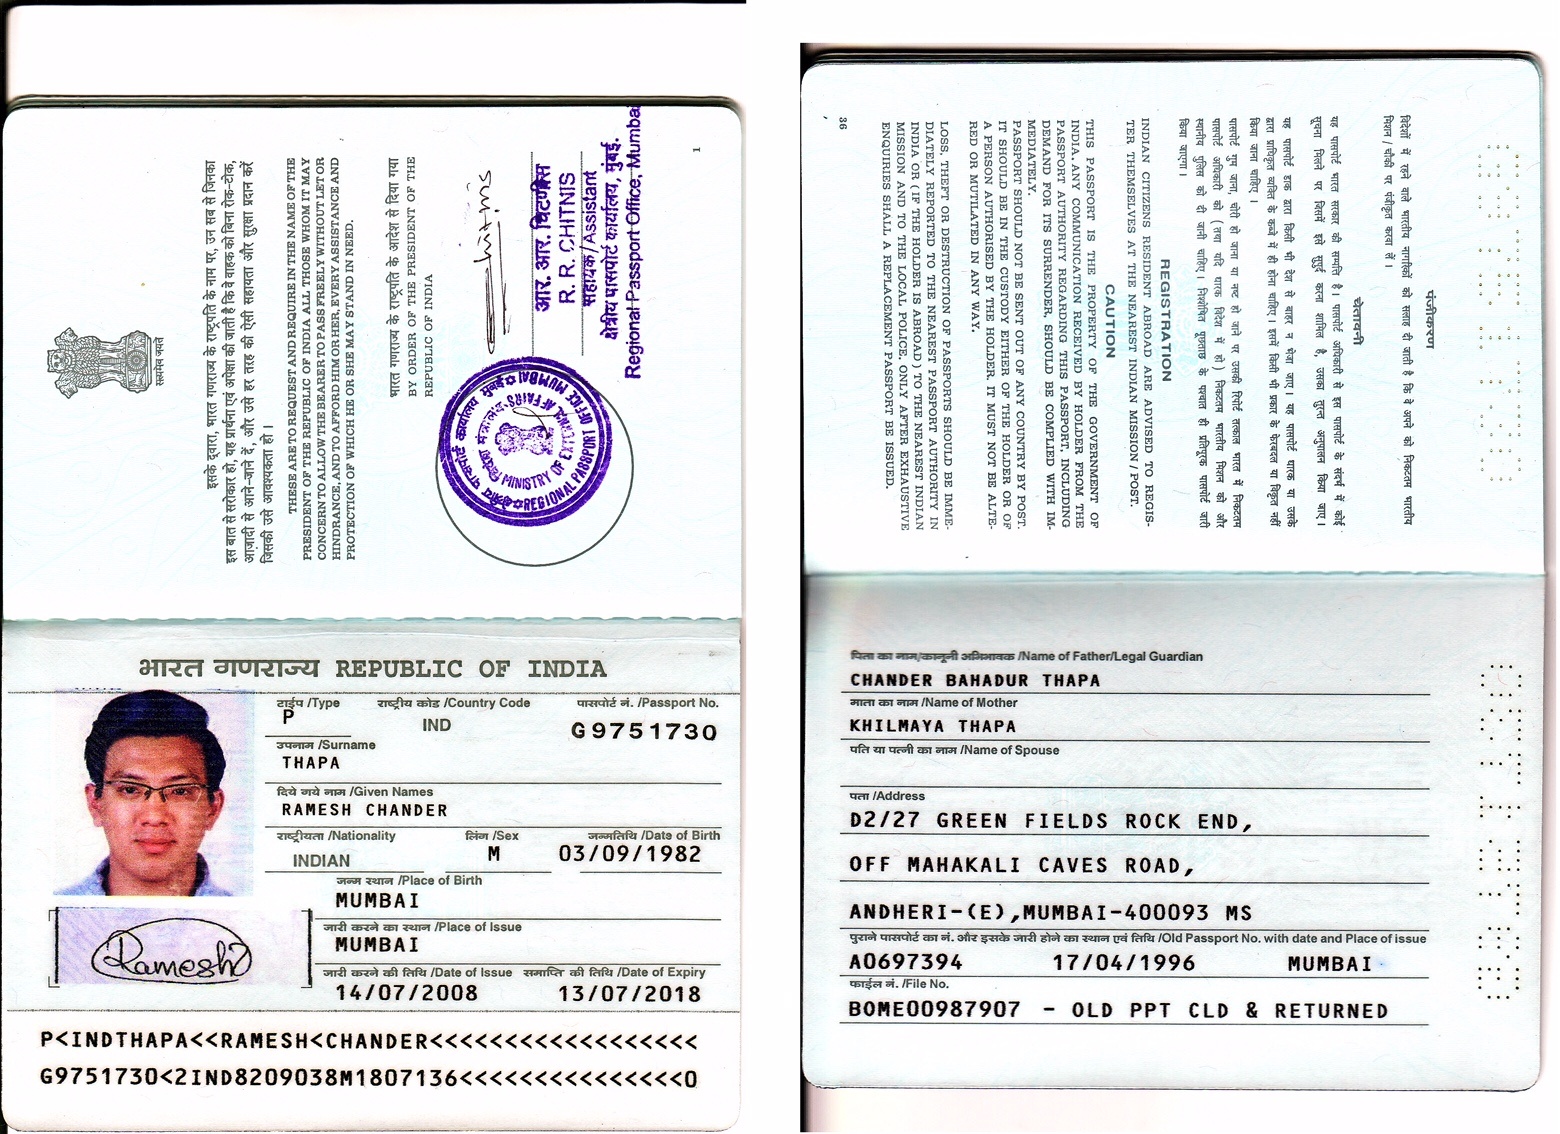 सत्यमेव जयते
इसके द्वारा, भारत गणराज्य के राष्ट्रपति के नाम पर, उन सब से जिनका
इस बात से सरोकार हो, यह प्रार्थना एवं अपेक्षा की जाती है कि वे वाहक को बिना रोक-टोक,
आज़ादी से आने-जाने दें, और उसे हर तरह की ऐसी सहायता और सुरक्षा प्रदान करें
जिसकी उसे आवश्यकता हो।
THESE ARE TO REQUEST AND REQUIRE IN THE NAME OF THE
PRESIDENT OF THE REPUBLIC OF INDIA ALL THOSE WHOM IT MAY
CONCERN TO ALLOW THE BEARER TO PASS FREELY WITHOUT LET OR
HINDRANCE, AND TO AFFORD HIM OR HER, EVERY ASSISTANCE AND
PROTECTION OF WHICH HE OR SHE MAY STAND IN NEED.
भारत गणराज्य के राष्ट्रपति के आदेश से दिया गया
BY ORDER OF THE PRESIDENT OF THE
REPUBLIC OF INDIA
आर. आर. चिटणीस
R. R. CHITNIS
सहायक/Assistant
क्षेत्रीय पासपोर्ट कार्यालय, मुंबई.
Regional Passport Office, Mumbai
MINISTRY OF EXTERNAL AFFAIRS
REGIONAL PASSPORT OFFICE MUMBAI
1
भारत गणराज्य REPUBLIC OF INDIA
टाईप /Type
राष्ट्रीय कोड /Country Code
पासपोर्ट नं. /Passport No.
P
IND
G9751730
उपनाम /Surname
THAPA
दिये गये नाम /Given Names
RAMESH CHANDER
राष्ट्रीयता /Nationality
लिंग /Sex
जन्मतिथि /Date of Birth
INDIAN
M
03/09/1982
जन्म स्थान /Place of Birth
MUMBAI
जारी करने का स्थान /Place of Issue
MUMBAI
जारी करने की तिथि /Date of Issue
समाप्ति की तिथि /Date of Expiry
14/07/2008
13/07/2018
Ramesh
P<INDTHAPA<<RAMESH<CHANDER<<<<<<<<<<<<<<<<<<
G9751730<2IND8209038M1807136<<<<<<<<<<<<<<0
पंजीकरण
विदेशों में रहने वाले भारतीय नागरिकों को सलाह दी जाती है कि वे अपने को निकटतम भारतीय
मिशन / चौकी पर पंजीकृत करवा लें।
चेतावनी
यह पासपोर्ट भारत सरकार की सम्पत्ति है। पासपोर्ट अधिकारी से इस पासपोर्ट के संदर्भ में कोई
सूचना मिलने पर जिसमें इसे सुपुर्द करना शामिल है, उसका तुरन्त अनुपालन किया जाए।
यह पासपोर्ट डाक द्वारा किसी भी देश से बाहर न भेजा जाए। यह पासपोर्ट धारक या उसके
द्वारा प्राधिकृत व्यक्ति के कब्जे में ही होना चाहिए। इसमें किसी भी प्रकार के फेरबदल या विकृत नहीं
किया जाना चाहिए।
पासपोर्ट गुम जाना, चोरी हो जाना या नष्ट हो जाने पर उसकी रिपोर्ट तत्काल भारत में निकटतम
पासपोर्ट अधिकारी को (तथा यदि धारक विदेश में हो) निकटतम भारतीय मिशन को और
स्थानीय पुलिस को दी जानी चाहिए। विस्तृत पूछताछ के पश्चात ही प्रतिपूरक पासपोर्ट जारी
किया जाएगा।
REGISTRATION
INDIAN CITIZENS RESIDENT ABROAD ARE ADVISED TO REGIS-
TER THEMSELVES AT THE NEAREST INDIAN MISSION / POST.
CAUTION
THIS PASSPORT IS THE PROPERTY OF THE GOVERNMENT OF
INDIA. ANY COMMUNICATION RECEIVED BY HOLDER FROM THE
PASSPORT AUTHORITY REGARDING THIS PASSPORT, INCLUDING
DEMAND FOR ITS SURRENDER, SHOULD BE COMPLIED WITH IM-
MEDIATELY.
PASSPORT SHOULD NOT BE SENT OUT OF ANY COUNTRY BY POST.
IT SHOULD BE IN THE CUSTODY EITHER OF THE HOLDER OR OF
A PERSON AUTHORISED BY THE HOLDER. IT MUST NOT BE ALTE-
RED OR MUTILATED IN ANY WAY.
LOSS, THEFT OR DESTRUCTION OF PASSPORTS SHOULD BE IMME-
DIATELY REPORTED TO THE NEAREST PASSPORT AUTHORITY IN
INDIA OR (IF THE HOLDER IS ABROAD) TO THE NEAREST INDIAN
MISSION AND TO THE LOCAL POLICE, ONLY AFTER EXHAUSTIVE
ENQUIRIES SHALL A REPLACEMENT PASSPORT BE ISSUED.
36
पिता का नाम/कानूनी अभिभावक /Name of Father/Legal Guardian
CHANDER BAHADUR THAPA
माता का नाम /Name of Mother
KHILMAYA THAPA
पति या पत्नी का नाम /Name of Spouse
पता /Address
D2/27 GREEN FIELDS ROCK END,
OFF MAHAKALI CAVES ROAD,
ANDHERI-(E),MUMBAI-400093 MS
पुराने पासपोर्ट का नं. और इसके जारी होने का स्थान एवं तिथि /Old Passport No. with date and Place of issue
A0697394 17/04/1996 MUMBAI
फाईल नं. /File No.
BOME00987907 - OLD PPT CLD & RETURNED